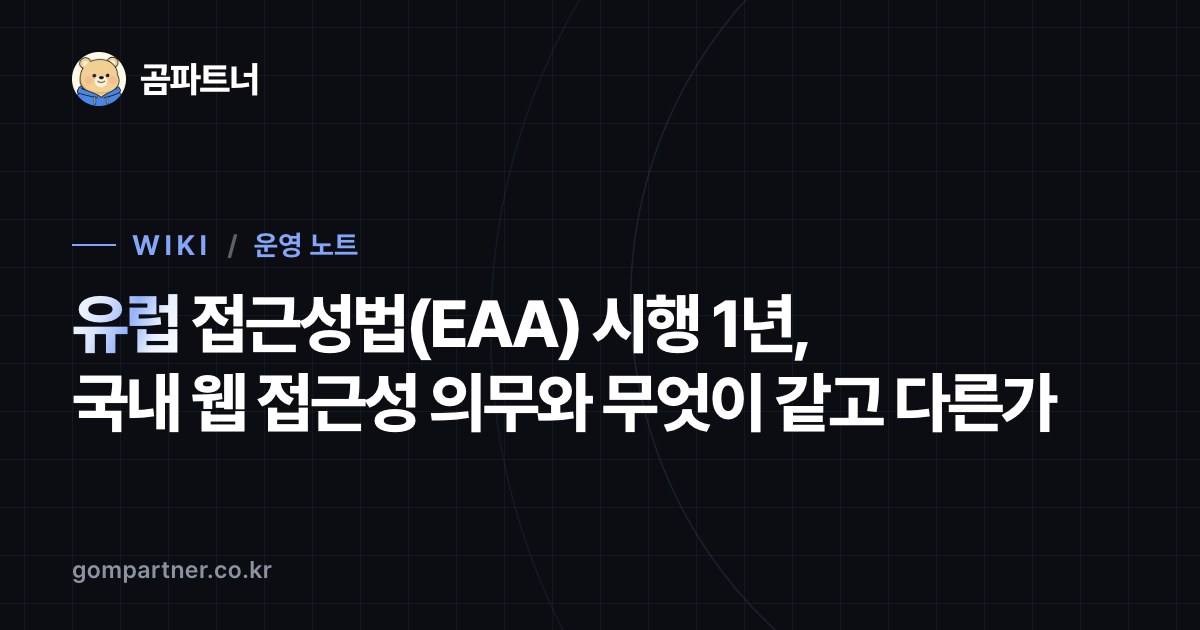 곰파트너
WIKI / 운영 노트
유럽 접근성법(EAA) 시행 1년,
국내 웹 접근성 의무와 무엇이 같고 다른가
gompartner.co.kr